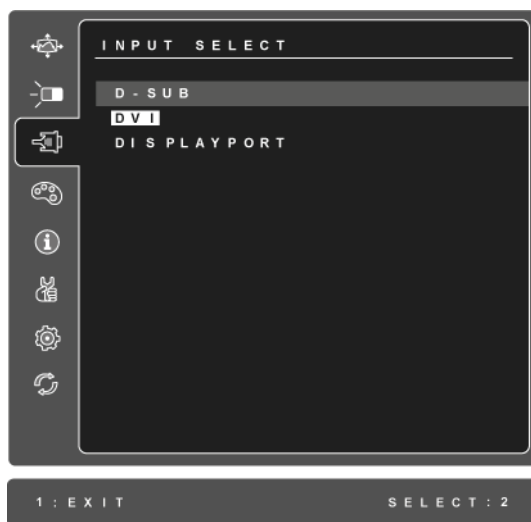 INPUT SELECT
D-SUB
DVI
DISPLAYPORT
1:EXIT SELECT:2